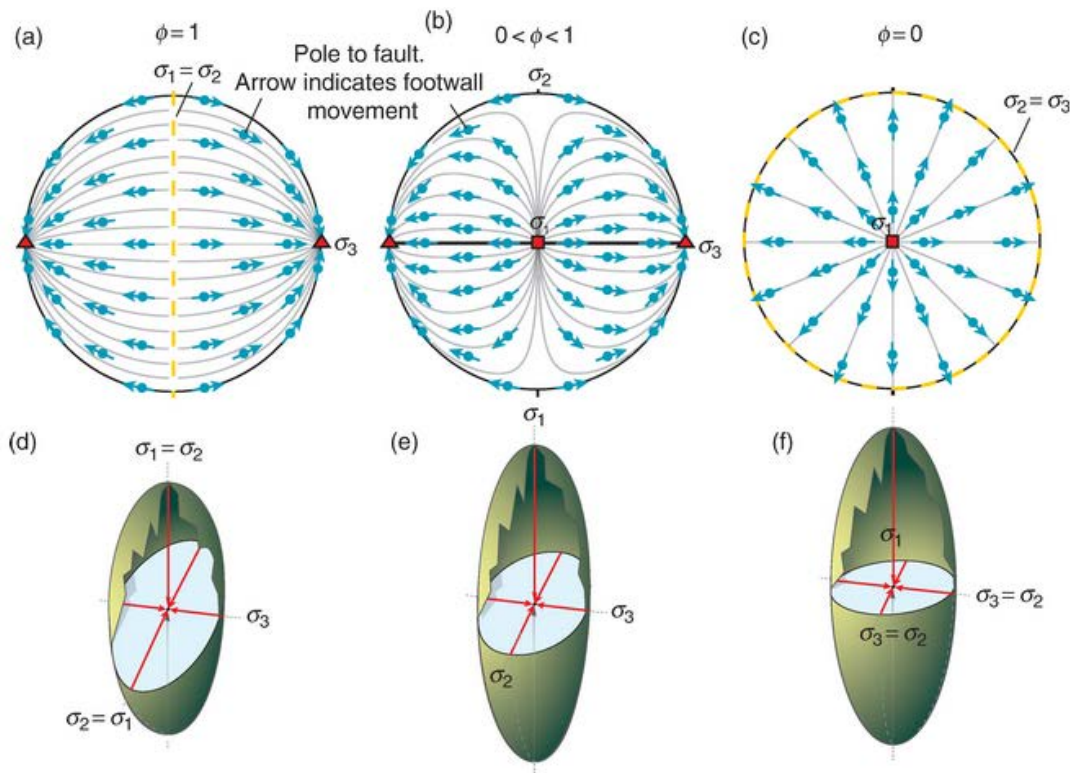 (a)
ϕ = 1
σ1 = σ2
Pole to fault.
Arrow indicates footwall
movement
σ3
(b)
0 < ϕ < 1
σ2
σ1
σ3
σ1
(c)
ϕ = 0
σ2 = σ3
σ1
(d)
σ1 = σ2
σ3
σ2 = σ1
(e)
σ3
σ2
(f)
σ1
σ3 = σ2
σ3 = σ2